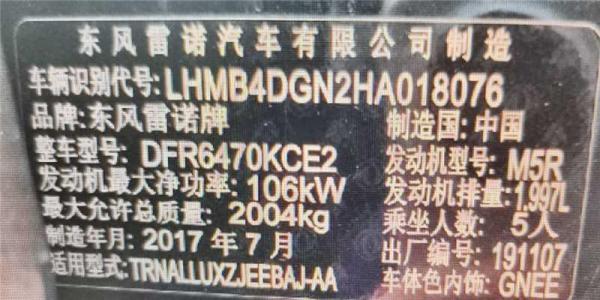 东风雷诺汽车有限公司制造
车辆识别代号: LHMB4DGN2HA018076
品牌: 东风雷诺牌 制造国: 中国
整车型号: DFR6470KCE2 发动机型号: M5R
发动机最大净功率: 106kW 发动机排量: 1.997L
最大允许总质量: 2004kg 乘坐人数: 5人
制造年月: 2017 年 7 月 出厂编号: 191107
适用型式: TRNALLUXZJEEBAJ-AA 车体色内饰: GNEE